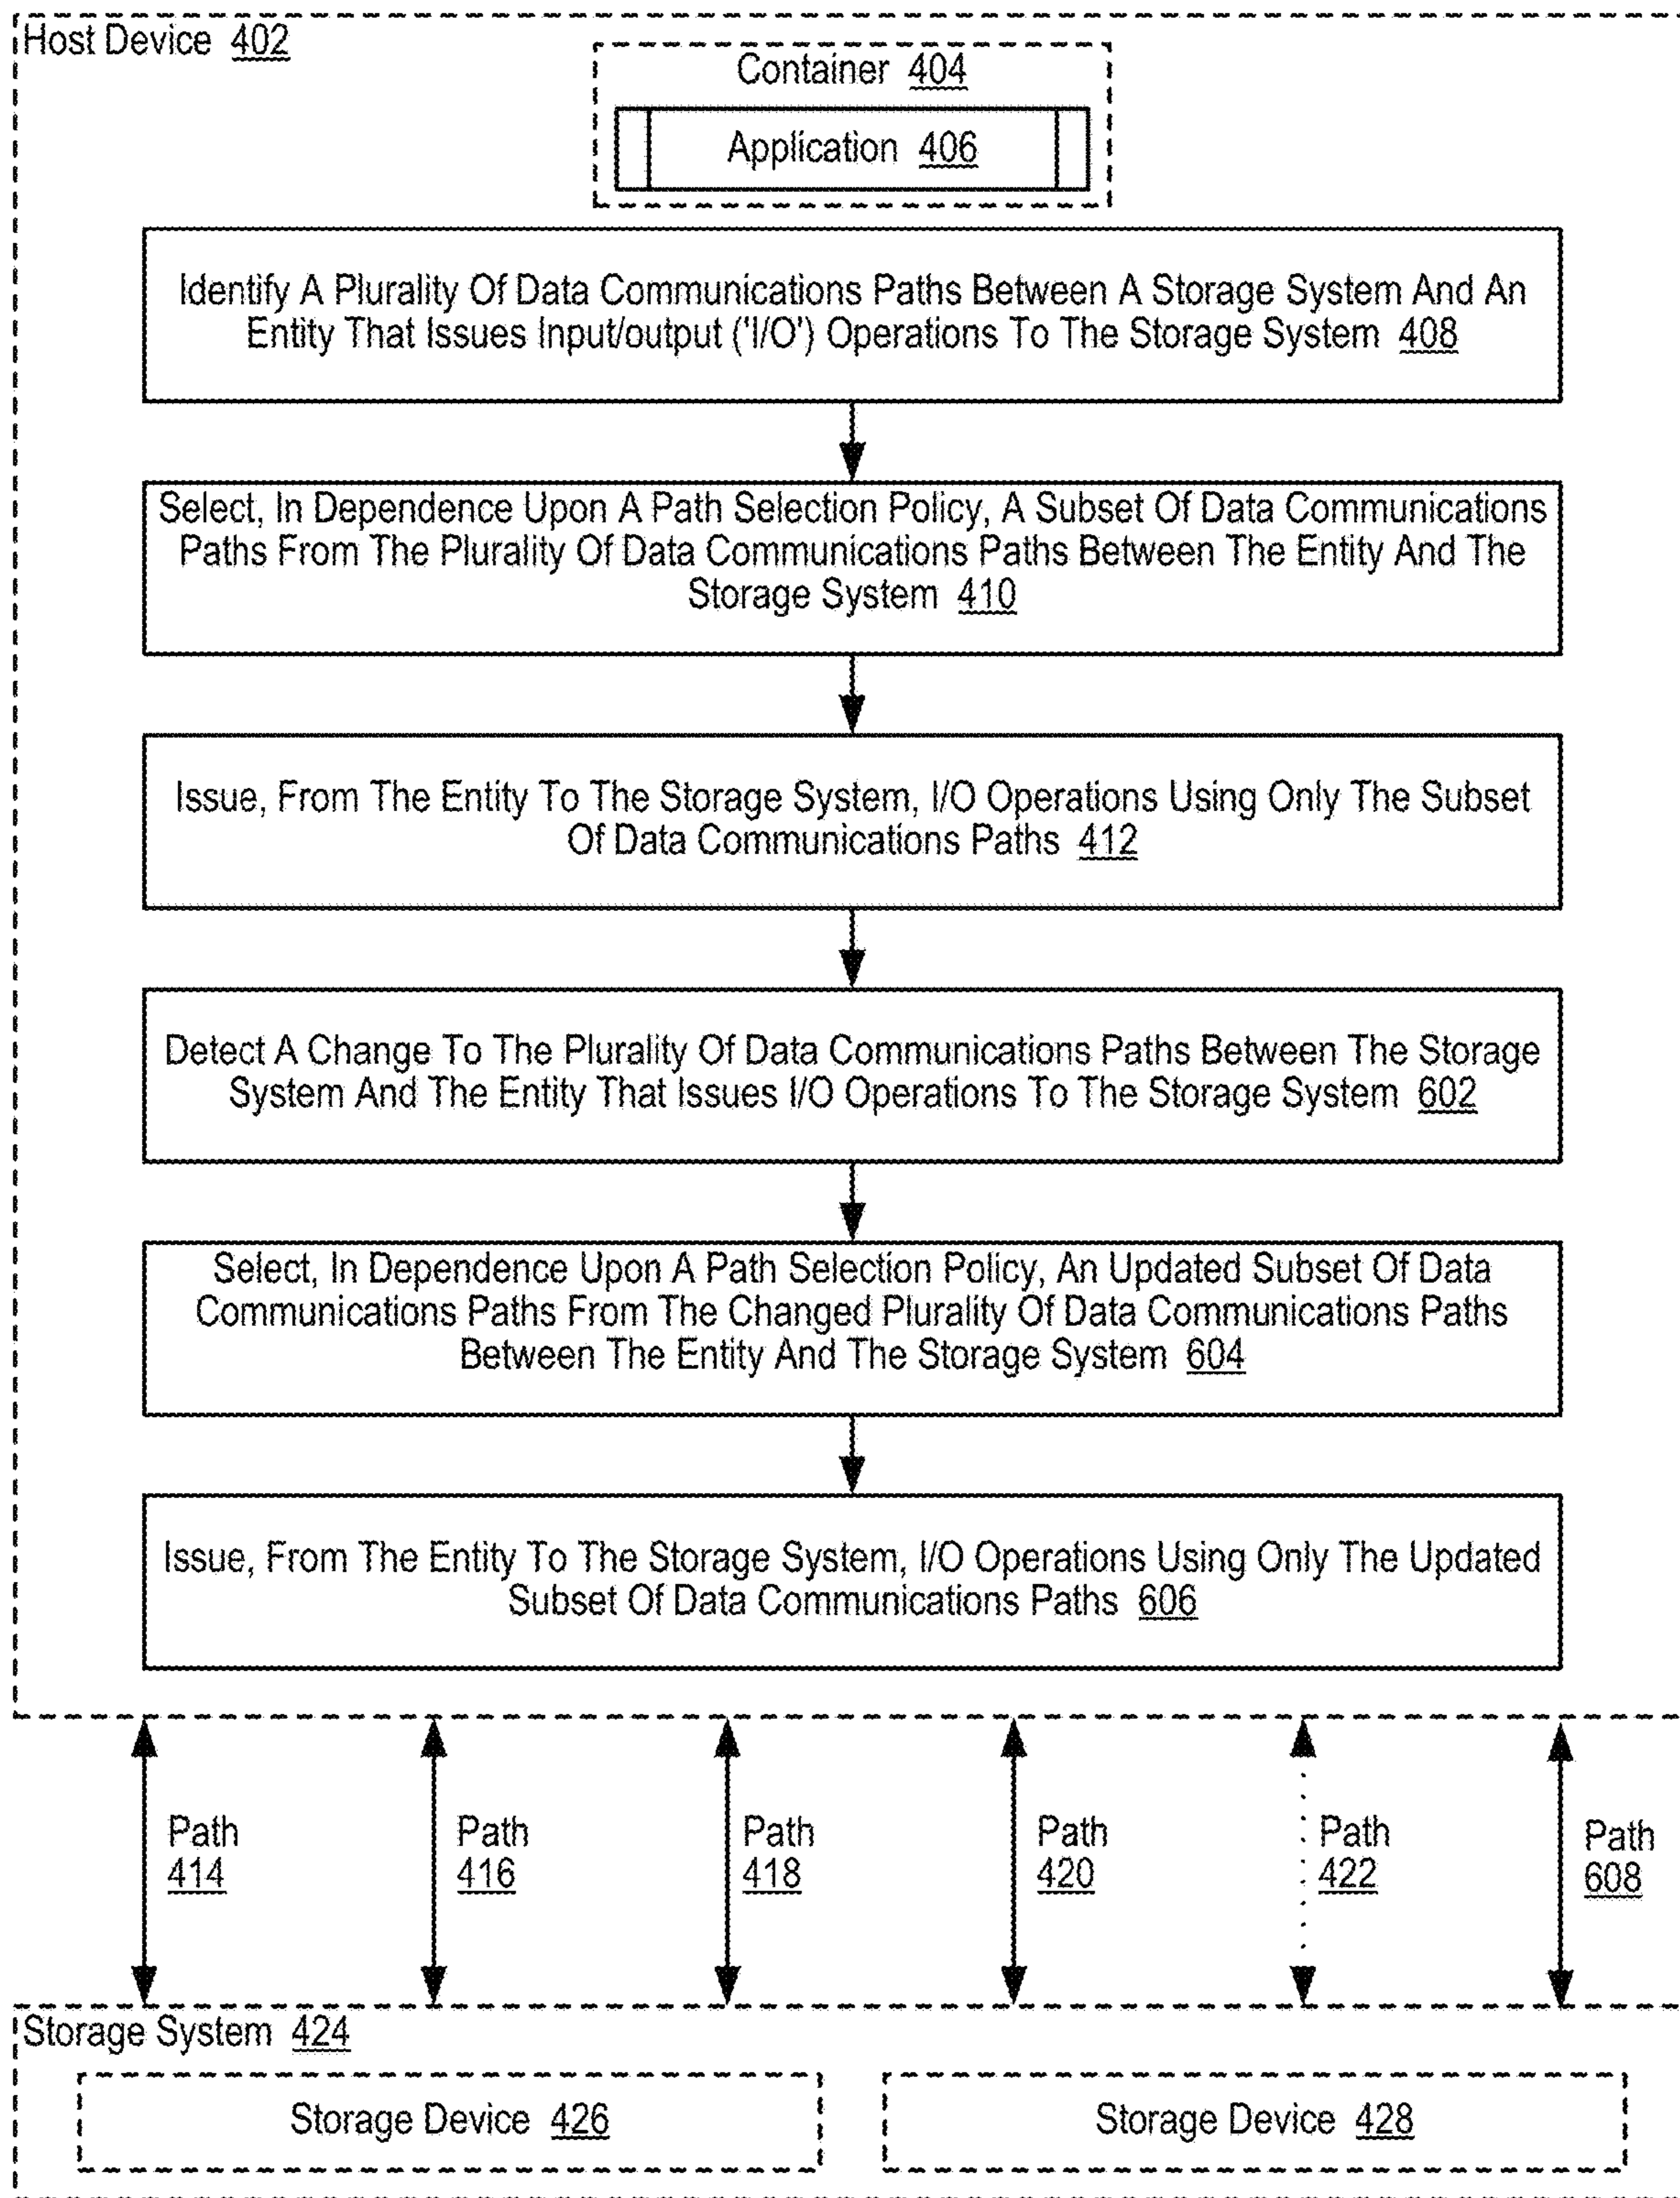 Host Device 402
Container 404
Application 406
Identify A Plurality Of Data Communications Paths Between A Storage System And An
Entity That Issues Input/output ('I/O') Operations To The Storage System 408
Select, In Dependence Upon A Path Selection Policy, A Subset Of Data Communications
Paths From The Plurality Of Data Communications Paths Between The Entity And The
Storage System 410
Issue, From The Entity To The Storage System, I/O Operations Using Only The Subset
Of Data Communications Paths 412
Detect A Change To The Plurality Of Data Communications Paths Between The Storage
System And The Entity That Issues I/O Operations To The Storage System 602
Select, In Dependence Upon A Path Selection Policy, An Updated Subset Of Data
Communications Paths From The Changed Plurality Of Data Communications Paths
Between The Entity And The Storage System 604
Issue, From The Entity To The Storage System, I/O Operations Using Only The Updated
Subset Of Data Communications Paths 606
Path
414
Path
416
Path
418
Path
420
Path
422
Path
608
Storage System 424
Storage Device 426
Storage Device 428